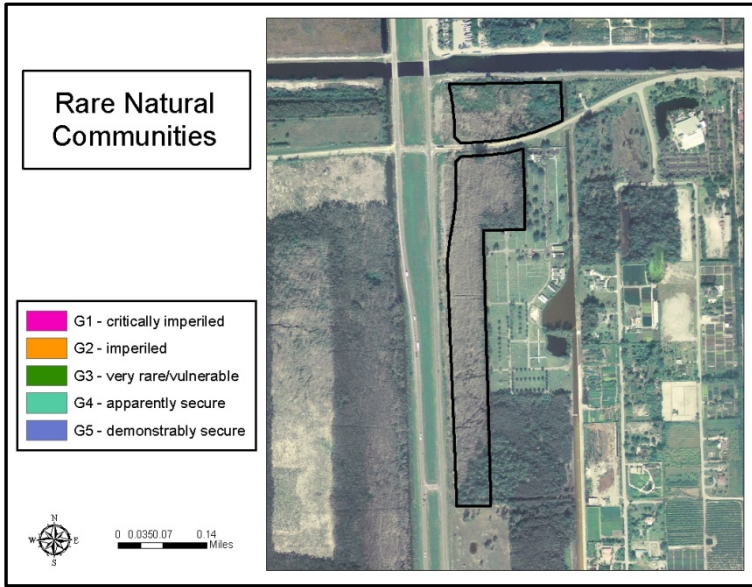 Rare Natural
Communities
G1 - critically imperiled
G2 - imperiled
G3 - very rare/vulnerable
G4 - apparently secure
G5 - demonstrably secure
N
W E
S
0 0.0350.07 0.14
Miles